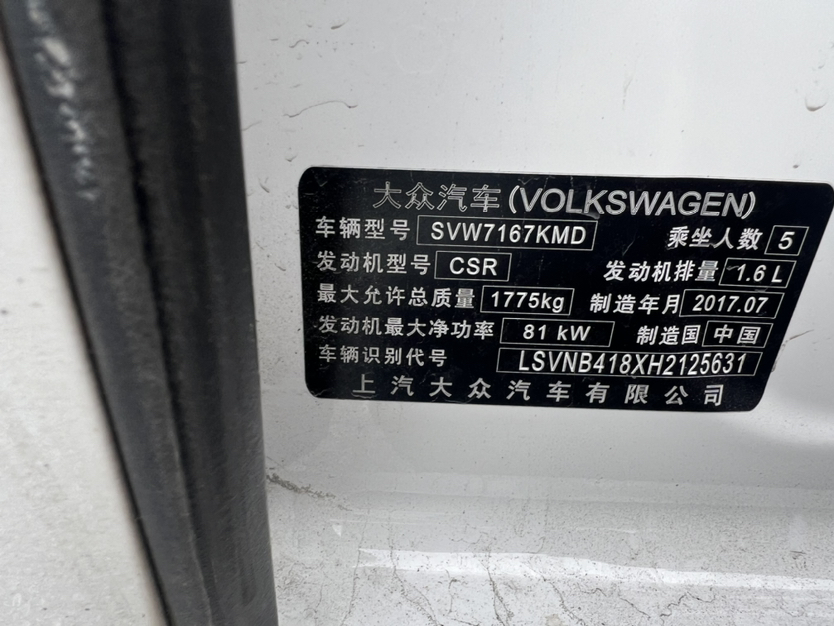 大众汽车(VOLKSWAGEN)
车辆型号 SVW7167KMD 乘坐人数 5
发动机型号 CSR 发动机排量 1.6 L
最大允许总质量 1775kg 制造年月 2017.07
发动机最大净功率 81 kW 制造国 中国
车辆识别代号 LSVNB418XH2125631
上汽大众汽车有限公司